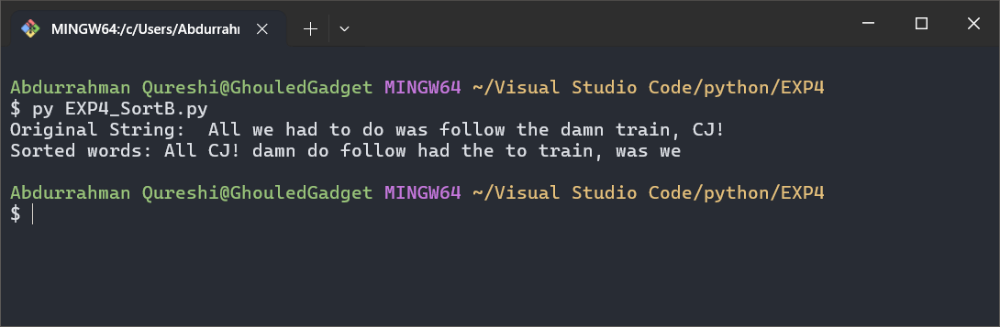 MINGW64:/c/Users/Abdurrahr
Abdurrahman Qureshi@GhouledGadget MINGW64 ~/Visual Studio Code/python/EXP4
$ py EXP4_SortB.py
Original String:  All we had to do was follow the damn train, CJ!
Sorted words: All CJ! damn do follow had the to train, was we
Abdurrahman Qureshi@GhouledGadget MINGW64 ~/Visual Studio Code/python/EXP4
$